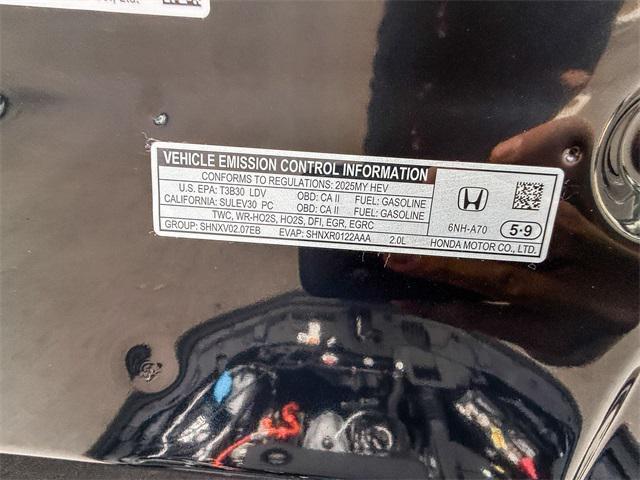 VEHICLE EMISSION CONTROL INFORMATION
CONFORMS TO REGULATIONS: 2025MY HEV
U.S. EPA: T3B30 LDV OBD: CA II FUEL: GASOLINE
CALIFORNIA: SULEV30 PC OBD: CA II FUEL: GASOLINE
TWC, WR-HO2S, HO2S, DFI, EGR, EGRC
GROUP: SHNXV02.07EB EVAP: SHNXR0122AAA 2.0L
6NH-A70 5·9
HONDA MOTOR CO., LTD.